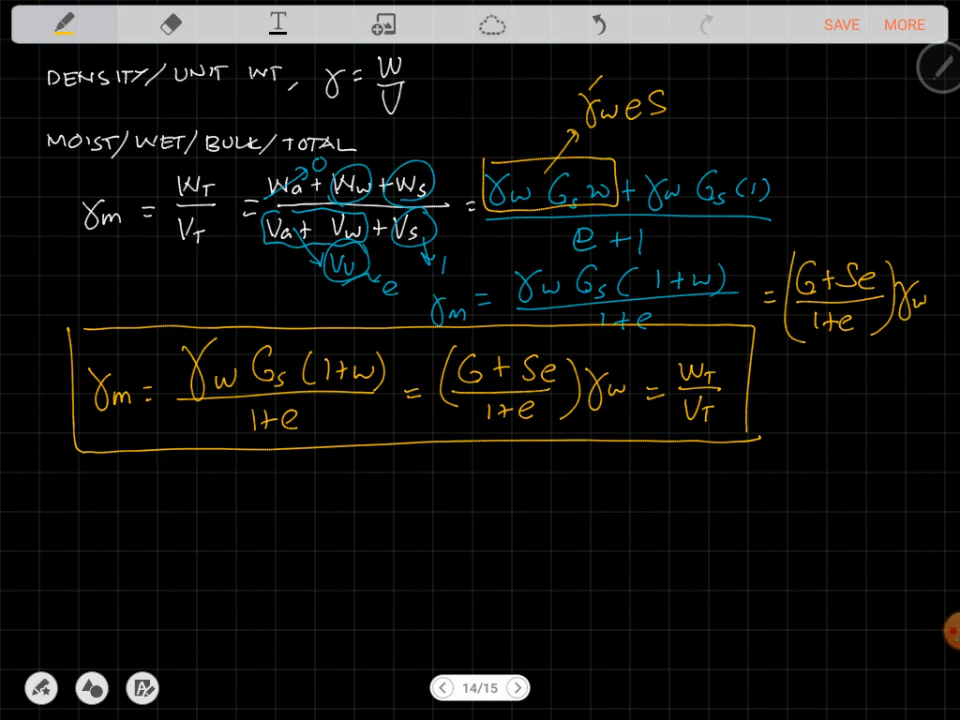 T SAVE MORE
DENSITY/UNIT WT, γ = W/V
γw e S
MOIST/WET/BULK/TOTAL
γm = WT/VT = (Wa + Ww + Ws)/(Va + Vw + Vs) = (γw Gs w + γw Gs (1))/(e + 1)
0
Vv e 1
γm = γw Gs (1+w)/(1+e) = ((G+Se)/(1+e)) γw
γm = γw Gs (1+w)/(1+e) = ((G+Se)/(1+e)) γw = WT/VT
14/15